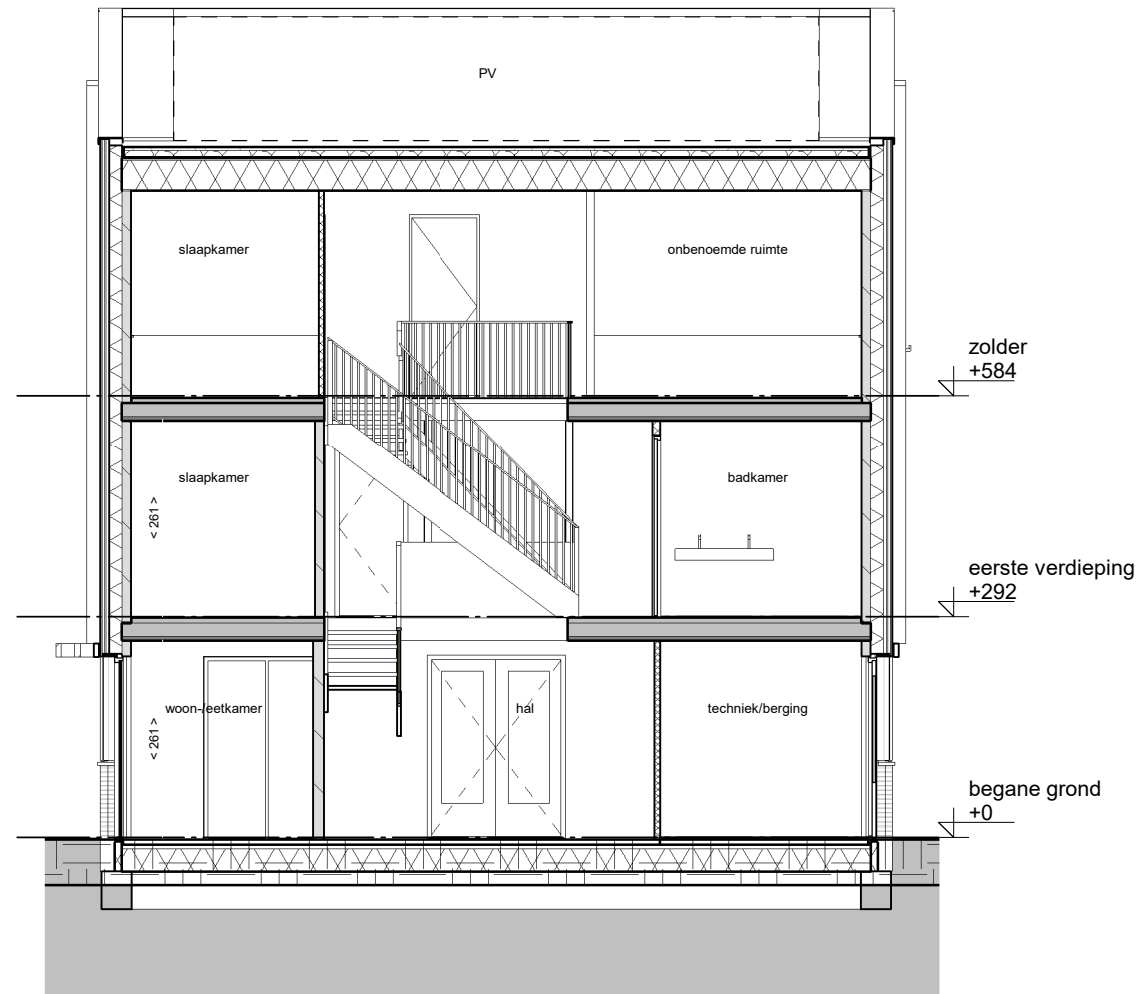 PV
slaapkamer
onbenoemde ruimte
zolder
+584
slaapkamer
badkamer
< 261 >
eerste verdieping
+292
woon-/eetkamer
hal
techniek/berging
< 261 >
begane grond
+0